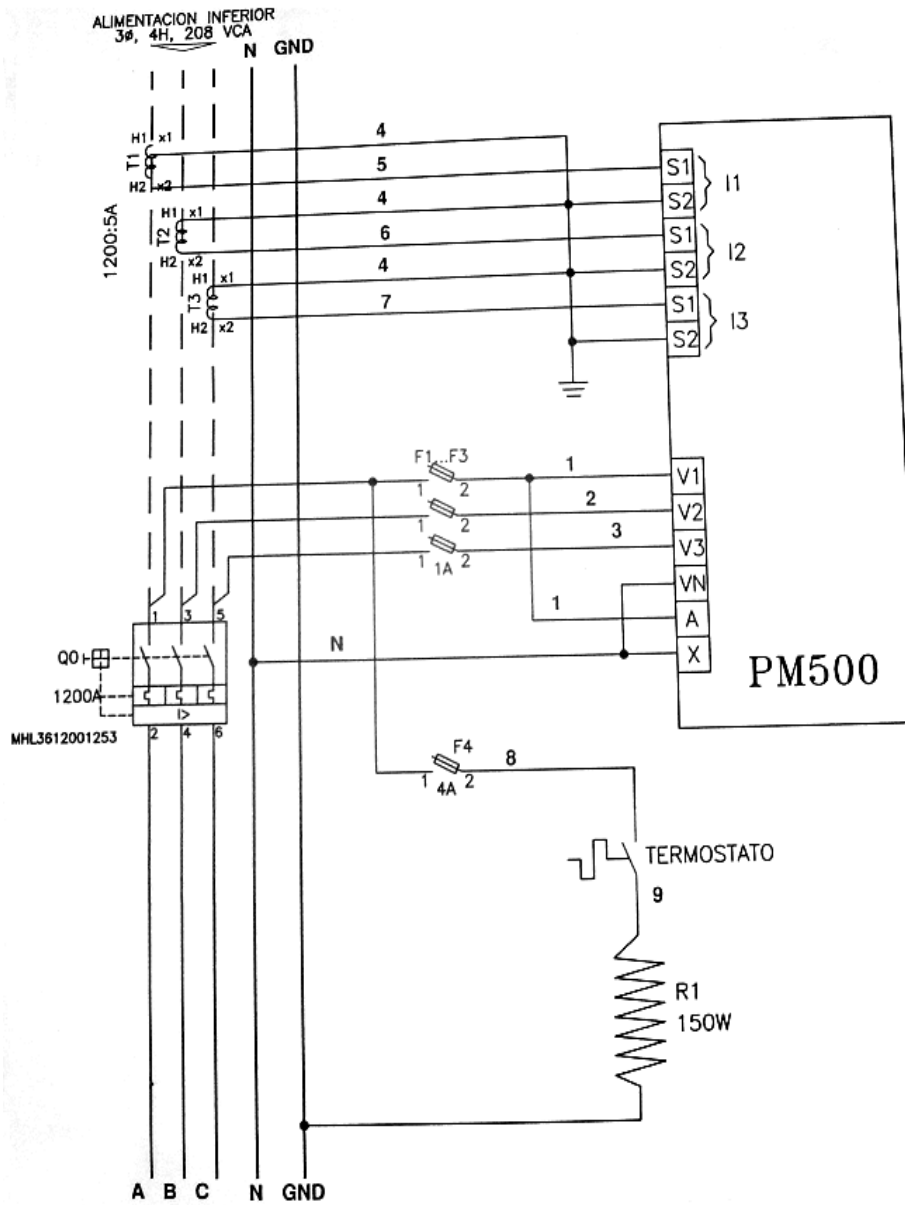 ALIMENTACION INFERIOR
3ø, 4H, 208 VCA
N GND
H1 x1
T1
H2 x2
4
5
S1
I1
S2
1200:5A
H1 x1
T2
H2 x2
4
6
S1
I2
S2
H1 x1
T3
H2 x2
4
7
S1
I3
S2
F1...F3
1 2
1
V1
1 2
2
V2
1 2
1A
3
V3
VN
1
A
N
X
PM500
1 3 5
Q0
1200A
I>
MHL3612001253
2 4 6
F4
1 2
4A
8
TERMOSTATO
9
R1
150W
A B C N GND